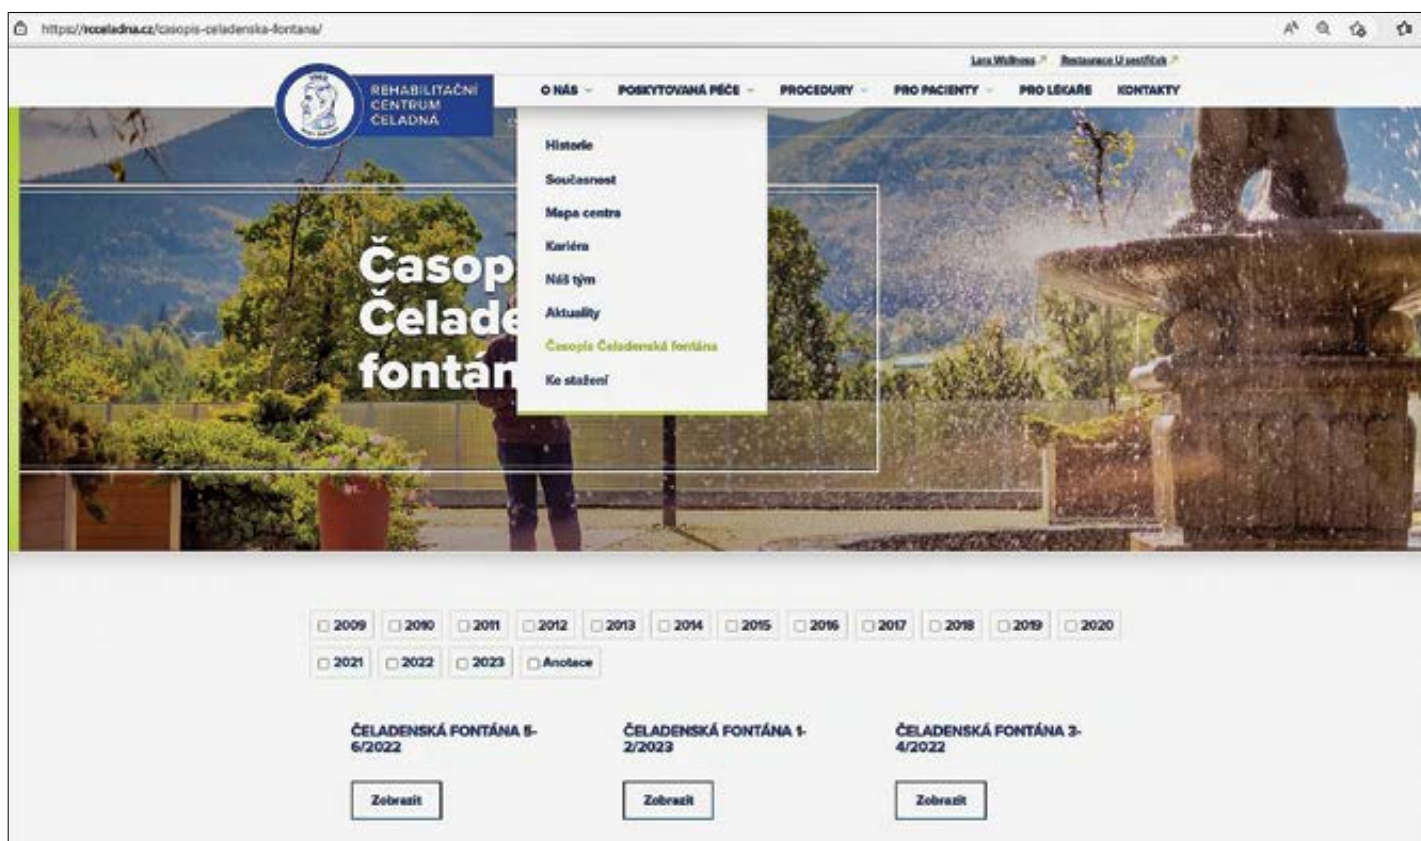 https://rcceladna.cz/casopis-celadenska-fontana/
Lara Wellness Restaurace U sestřiček
REHABILITAČNÍ
CENTRUM
ČELADNÁ
O NÁS POSKYTOVANÁ PÉČE PROCEDURY PRO PACIENTY PRO LÉKAŘE KONTAKTY
Historie
Současnost
Mapa centra
Kariéra
Náš tým
Aktuality
Časopis Čeladenská fontána
Ke stažení
Časop
Čelade
fontán
2009 2010 2011 2012 2013 2014 2015 2016 2017 2018 2019 2020
2021 2022 2023 Anotace
ČELADENSKÁ FONTÁNA 5-
6/2022
Zobrazit
ČELADENSKÁ FONTÁNA 1-
2/2023
Zobrazit
ČELADENSKÁ FONTÁNA 3-
4/2022
Zobrazit